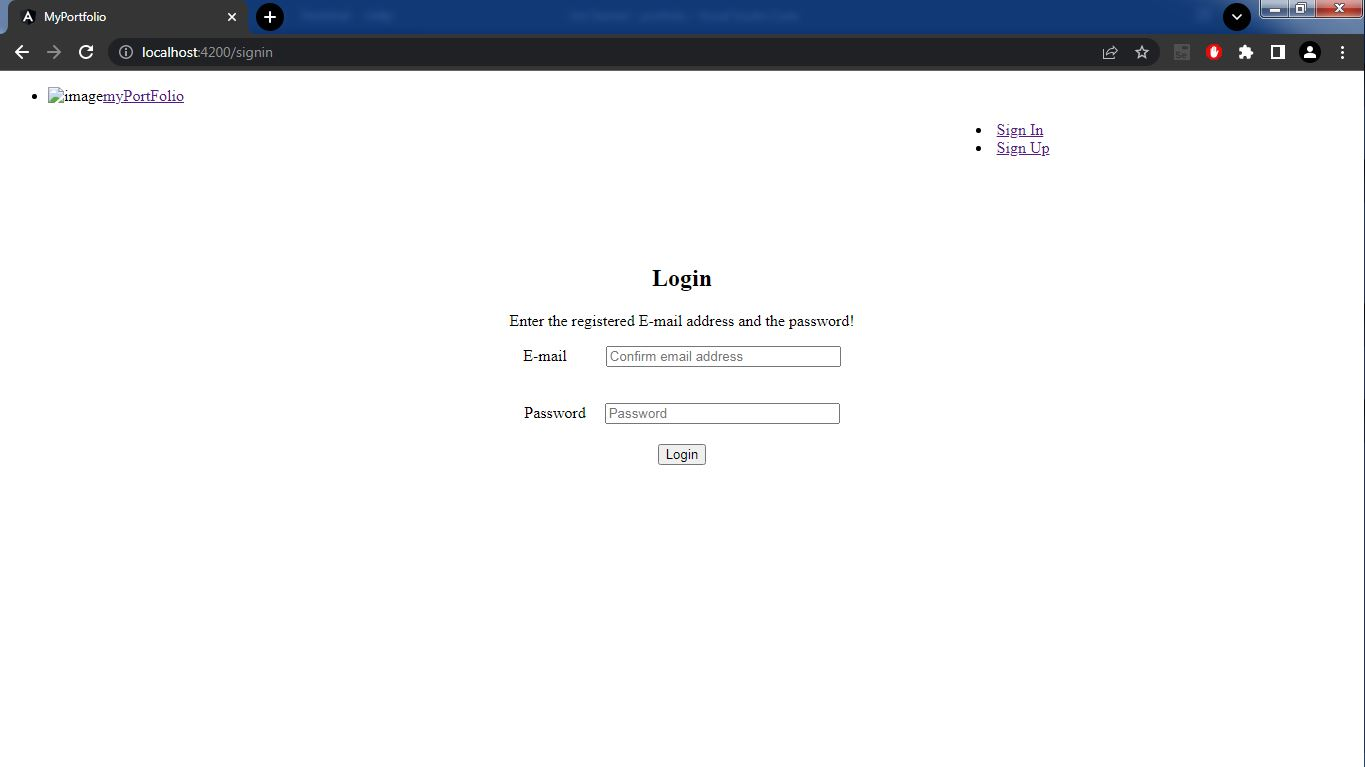 MyPortfolio
localhost:4200/signin
imagemyPortFolio
Sign In
Sign Up
Login
Enter the registered E-mail address and the password!
E-mail Confirm email address
Password Password
Login